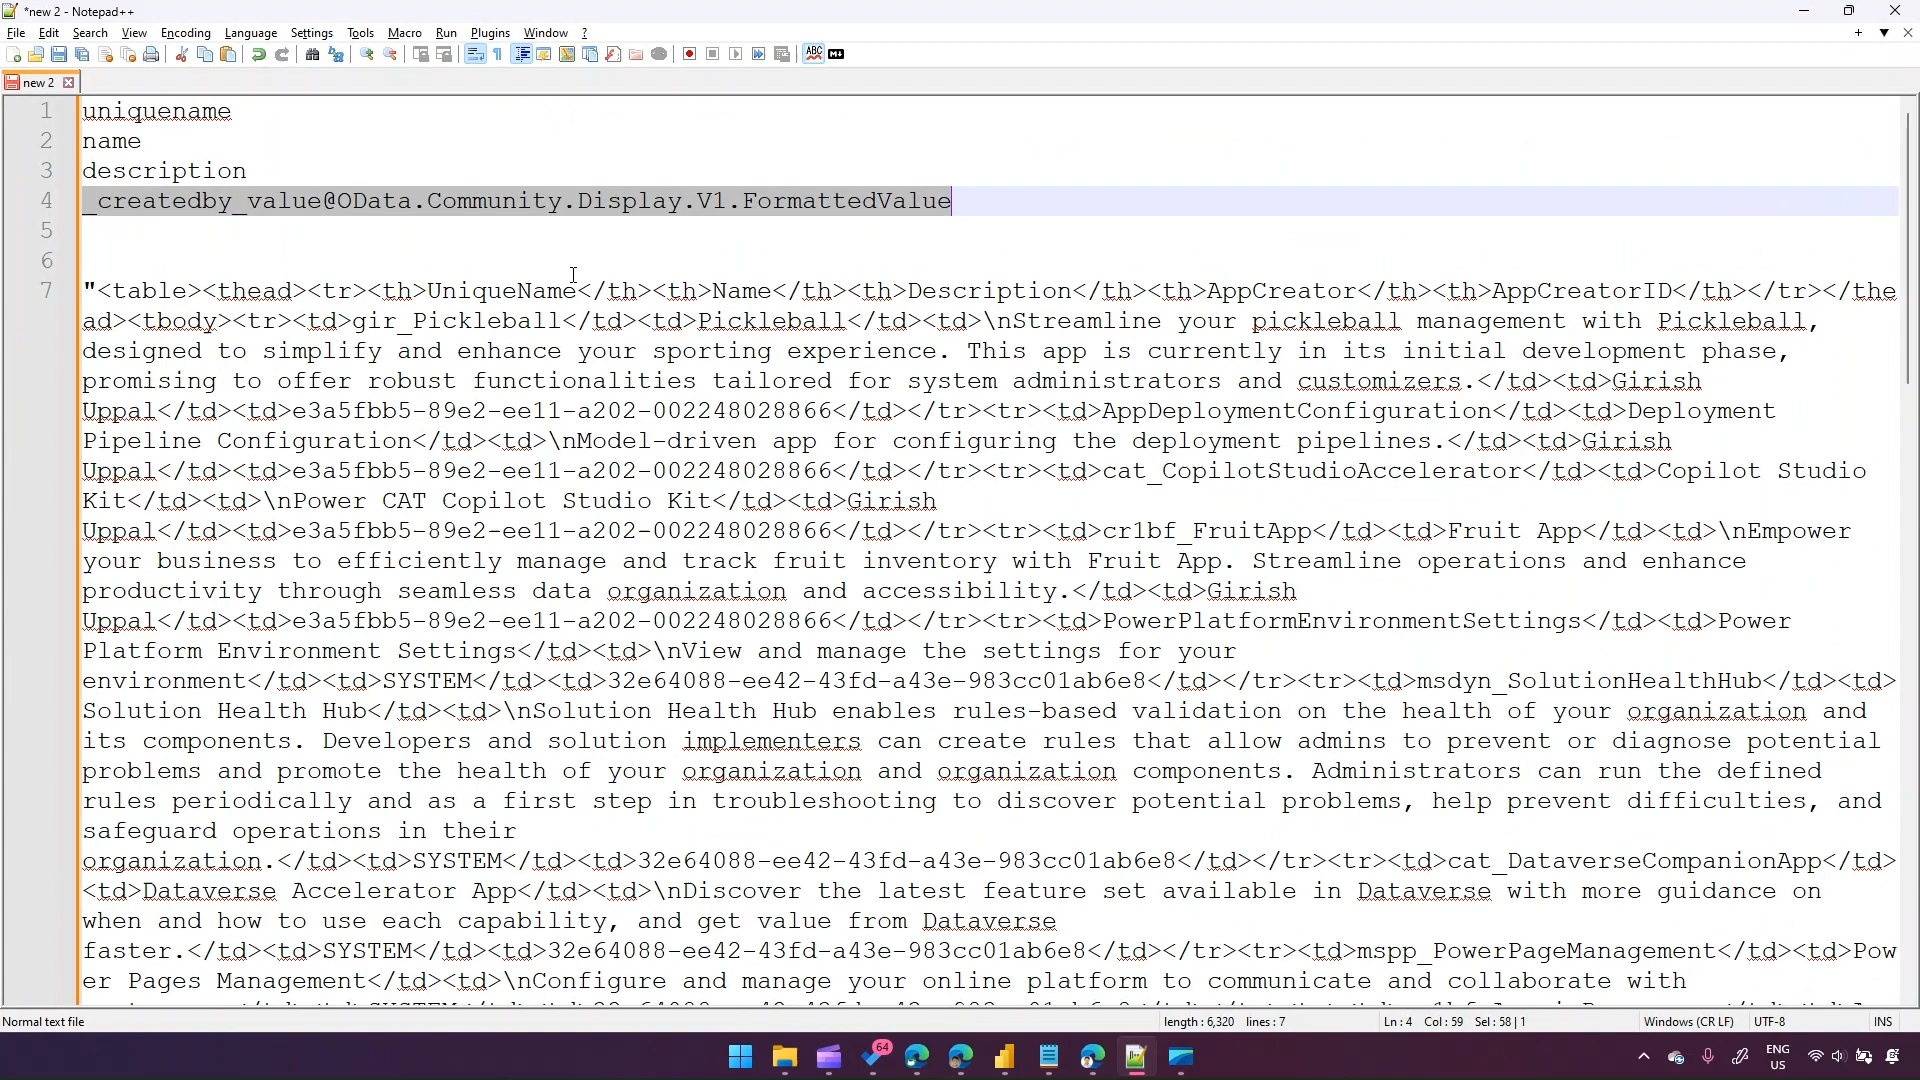 *new 2 - Notepad++
File Edit Search View Encoding Language Settings Tools Macro Run Plugins Window ?
new 2
1 uniquename
2 name
3 description
4 _createdby_value@OData.Community.Display.V1.FormattedValue
5
6
7 "<table><thead><tr><th>UniqueName</th><th>Name</th><th>Description</th><th>AppCreator</th><th>AppCreatorID</th></tr></the
ad><tbody><tr><td>gir_Pickleball</td><td>Pickleball</td><td>\nStreamline your pickleball management with Pickleball,
designed to simplify and enhance your sporting experience. This app is currently in its initial development phase,
promising to offer robust functionalities tailored for system administrators and customizers.</td><td>Girish
Uppal</td><td>e3a5fbb5-89e2-ee11-a202-002248028866</td></tr><tr><td>AppDeploymentConfiguration</td><td>Deployment
Pipeline Configuration</td><td>\nModel-driven app for configuring the deployment pipelines.</td><td>Girish
Uppal</td><td>e3a5fbb5-89e2-ee11-a202-002248028866</td></tr><tr><td>cat_CopilotStudioAccelerator</td><td>Copilot Studio
Kit</td><td>\nPower CAT Copilot Studio Kit</td><td>Girish
Uppal</td><td>e3a5fbb5-89e2-ee11-a202-002248028866</td></tr><tr><td>cr1bf_FruitApp</td><td>Fruit App</td><td>\nEmpower
your business to efficiently manage and track fruit inventory with Fruit App. Streamline operations and enhance
productivity through seamless data organization and accessibility.</td><td>Girish
Uppal</td><td>e3a5fbb5-89e2-ee11-a202-002248028866</td></tr><tr><td>PowerPlatformEnvironmentSettings</td><td>Power
Platform Environment Settings</td><td>\nView and manage the settings for your
environment</td><td>SYSTEM</td><td>32e64088-ee42-43fd-a43e-983cc01ab6e8</td></tr><tr><td>msdyn_SolutionHealthHub</td><td>
Solution Health Hub</td><td>\nSolution Health Hub enables rules-based validation on the health of your organization and
its components. Developers and solution implementers can create rules that allow admins to prevent or diagnose potential
problems and promote the health of your organization and organization components. Administrators can run the defined
rules periodically and as a first step in troubleshooting to discover potential problems, help prevent difficulties, and
safeguard operations in their
organization.</td><td>SYSTEM</td><td>32e64088-ee42-43fd-a43e-983cc01ab6e8</td></tr><tr><td>cat_DataverseCompanionApp</td>
<td>Dataverse Accelerator App</td><td>\nDiscover the latest feature set available in Dataverse with more guidance on
when and how to use each capability, and get value from Dataverse
faster.</td><td>SYSTEM</td><td>32e64088-ee42-43fd-a43e-983cc01ab6e8</td></tr><tr><td>mspp_PowerPageManagement</td><td>Pow
er Pages Management</td><td>\nConfigure and manage your online platform to communicate and collaborate with
Normal text file length : 6,320 lines : 7 Ln : 4 Col : 59 Sel : 58 | 1 Windows (CR LF) UTF-8 INS
64
ENG
US